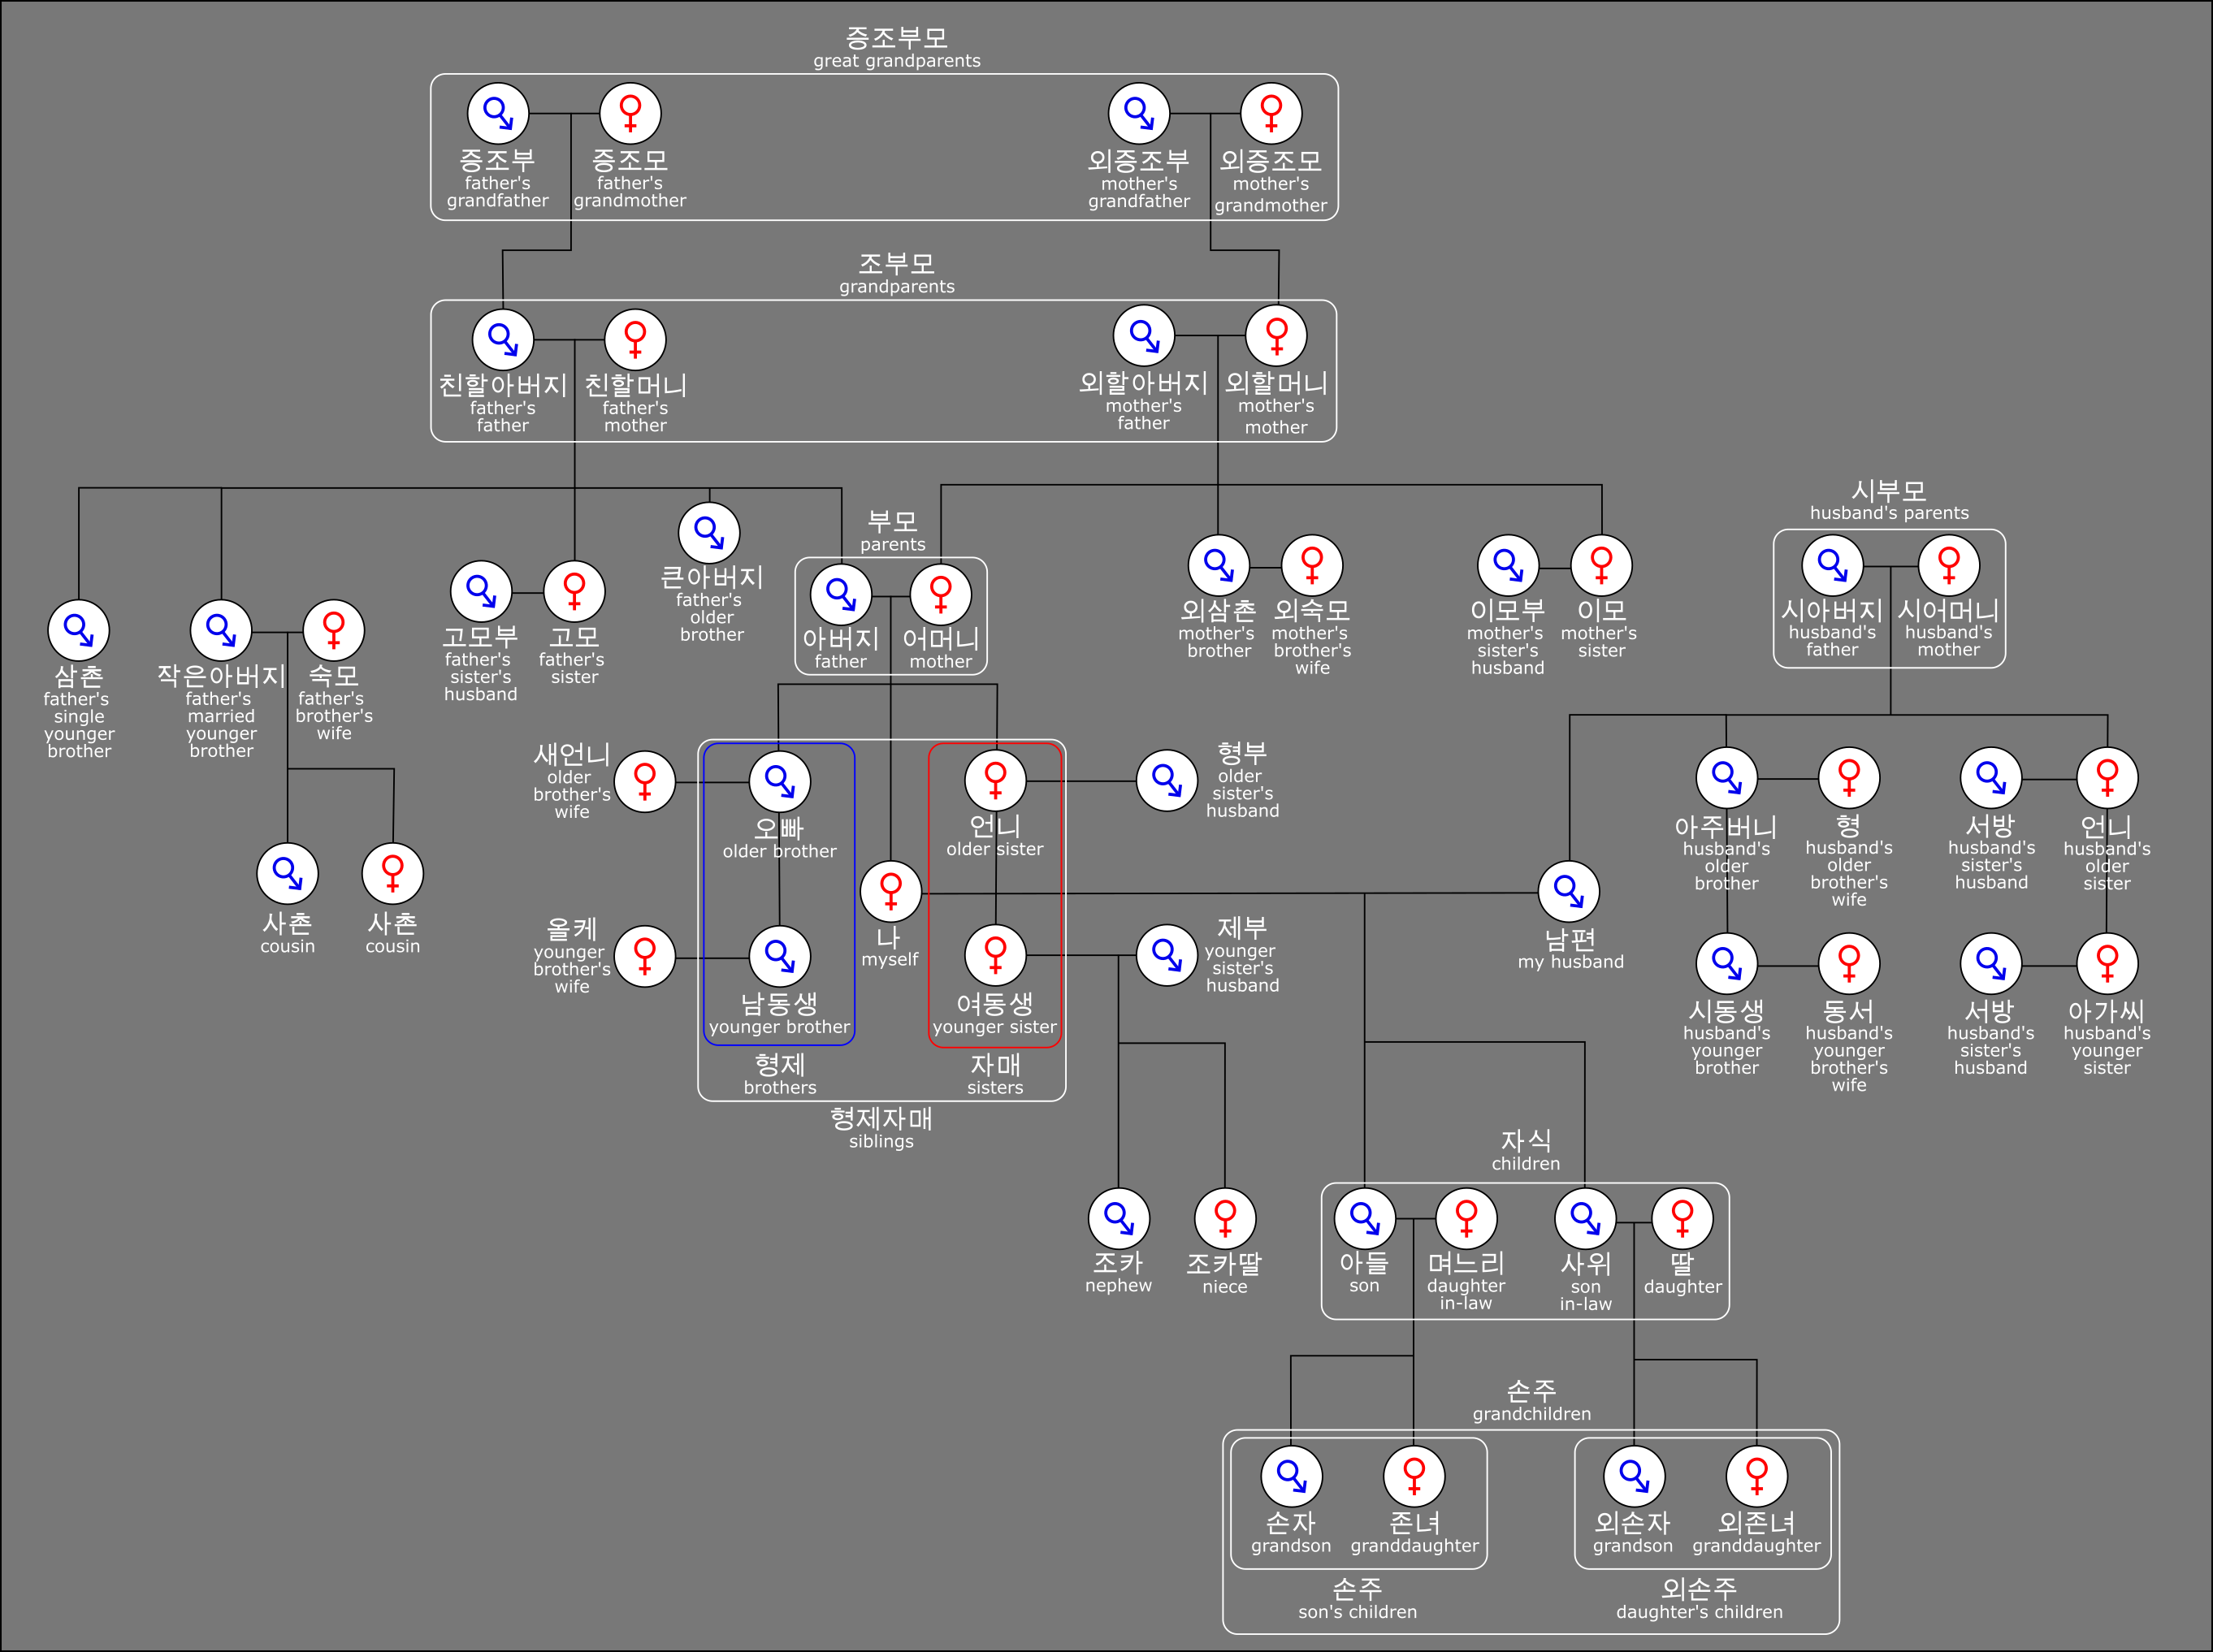 증조부모
great grandparents
증조부
father's
grandfather
증조모
father's
grandmother
외증조부
mother's
grandfather
외증조모
mother's
grandmother
조부모
grandparents
친할아버지
father's
father
친할머니
father's
mother
외할아버지
mother's
father
외할머니
mother's
mother
삼촌
father's
single
younger
brother
작은아버지
father's
married
younger
brother
숙모
father's
brother's
wife
고모부
father's
sister's
husband
고모
father's
sister
큰아버지
father's
older
brother
부모
parents
아버지
father
어머니
mother
외삼촌
mother's
brother
외숙모
mother's
brother's
wife
이모부
mother's
sister's
husband
이모
mother's
sister
시부모
husband's parents
시아버지
husband's
father
시어머니
husband's
mother
사촌
cousin
사촌
cousin
새언니
older
brother's
wife
오빠
older brother
언니
older sister
형부
older
sister's
husband
올케
younger
brother's
wife
남동생
younger brother
나
myself
여동생
younger sister
제부
younger
sister's
husband
형제
brothers
자매
sisters
형제자매
siblings
남편
my husband
아주버니
husband's
older
brother
형
husband's
older
brother's
wife
서방
husband's
sister's
husband
언니
husband's
older
sister
시동생
husband's
younger
brother
동서
husband's
younger
brother's
wife
서방
husband's
sister's
husband
아가씨
husband's
younger
sister
조카
nephew
조카딸
niece
자식
children
아들
son
며느리
daughter
in-law
사위
son
in-law
딸
daughter
손주
grandchildren
손자
grandson
존녀
granddaughter
외손자
grandson
외존녀
granddaughter
손주
son's children
외손주
daughter's children